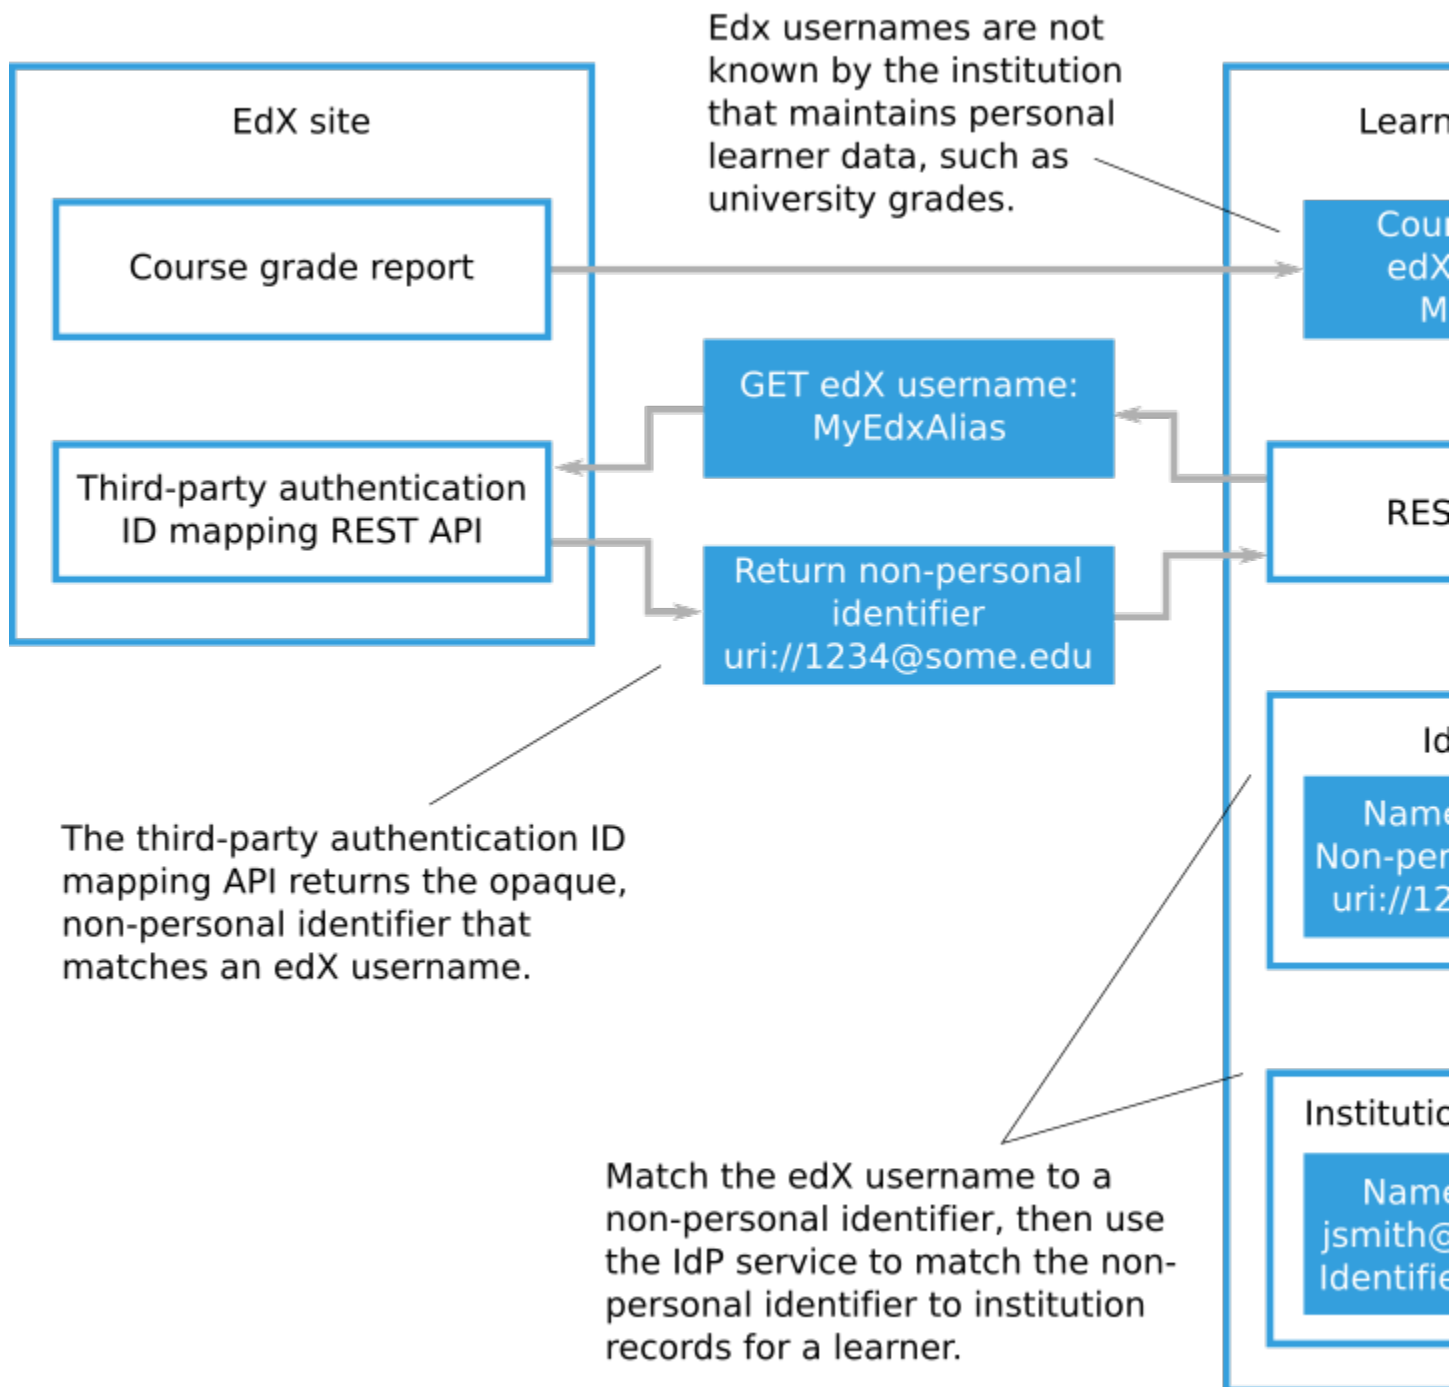 Edx usernames are not
known by the institution
that maintains personal
learner data, such as
university grades.
EdX site
Course grade report
GET edX username:
MyEdxAlias
Third-party authentication
ID mapping REST API
Return non-personal
identifier
uri://1234@some.edu
The third-party authentication ID
mapping API returns the opaque,
non-personal identifier that
matches an edX username.
Match the edX username to a
non-personal identifier, then use
the IdP service to match the non-
personal identifier to institution
records for a learner.